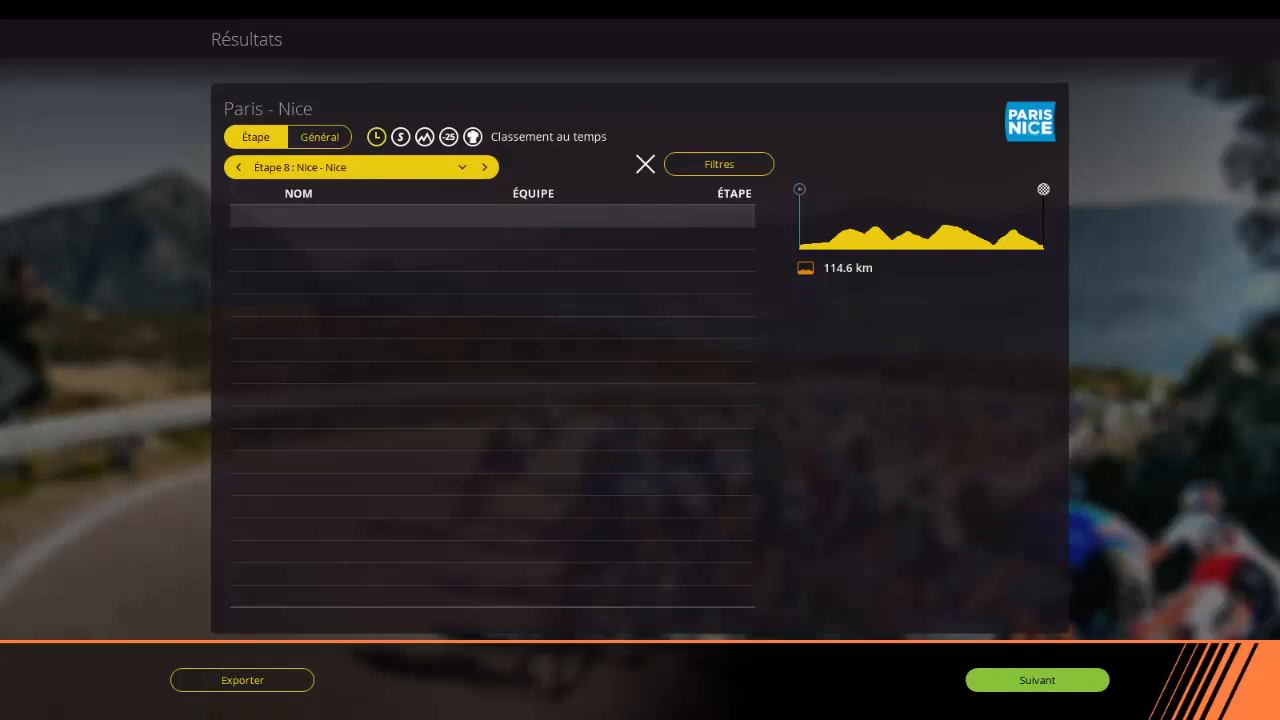 Résultats
Paris - Nice
PARIS
NICE
Étape
Général
S
-25
Classement au temps
Étape 8 : Nice - Nice
Filtres
NOM
ÉQUIPE
ÉTAPE
114.6 km
Exporter
Suivant